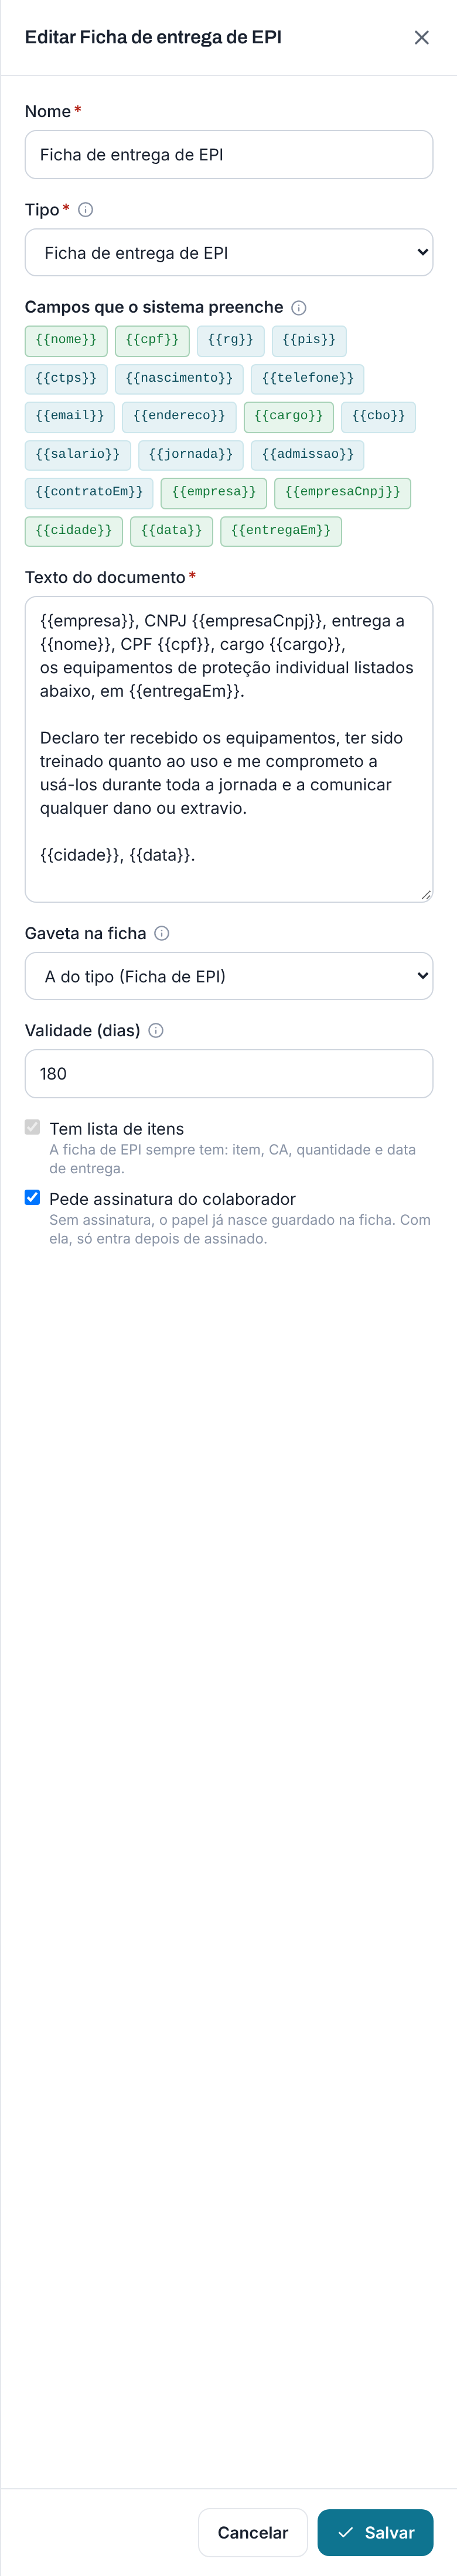 Editar Ficha de entrega de EPI
Nome *
Ficha de entrega de EPI
Tipo *
Ficha de entrega de EPI
Campos que o sistema preenche
{{nome}} {{cpf}} {{rg}} {{pis}}
{{ctps}} {{nascimento}} {{telefone}}
{{email}} {{endereco}} {{cargo}} {{cbo}}
{{salario}} {{jornada}} {{admissao}}
{{contratoEm}} {{empresa}} {{empresaCnpj}}
{{cidade}} {{data}} {{entregaEm}}
Texto do documento *
{{empresa}}, CNPJ {{empresaCnpj}}, entrega a
{{nome}}, CPF {{cpf}}, cargo {{cargo}},
os equipamentos de proteção individual listados
abaixo, em {{entregaEm}}.
Declaro ter recebido os equipamentos, ter sido
treinado quanto ao uso e me comprometo a
usá-los durante toda a jornada e a comunicar
qualquer dano ou extravio.
{{cidade}}, {{data}}.
Gaveta na ficha
A do tipo (Ficha de EPI)
Validade (dias)
180
Tem lista de itens
A ficha de EPI sempre tem: item, CA, quantidade e data
de entrega.
Pede assinatura do colaborador
Sem assinatura, o papel já nasce guardado na ficha. Com
ela, só entra depois de assinado.
Cancelar
Salvar